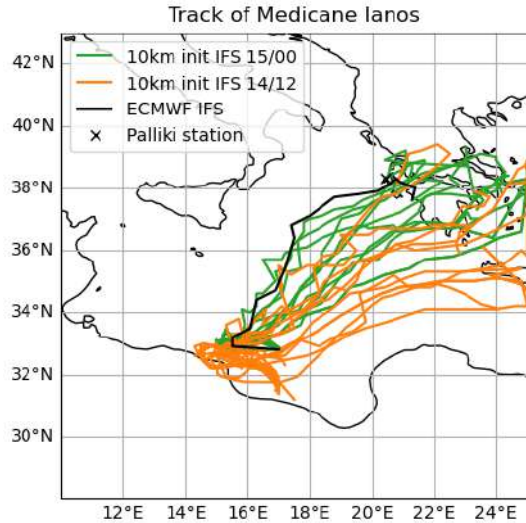 Track of Medicane Ianos
10km init IFS 15/00
10km init IFS 14/12
ECMWF IFS
Palliki station
42°N
40°N
38°N
36°N
34°N
32°N
30°N
12°E 14°E 16°E 18°E 20°E 22°E 24°E